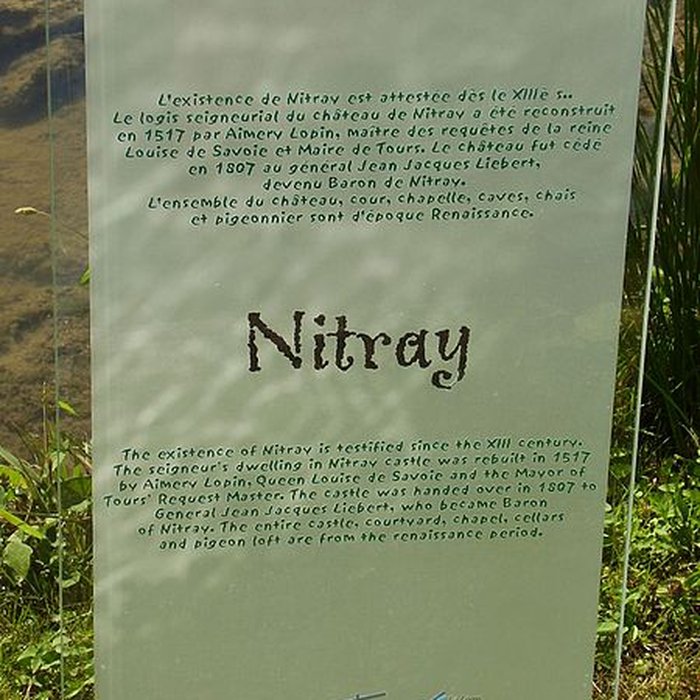 L'existence de Nitray est attestée dès le XIIIè s..
Le logis seigneurial du château de Nitray a été reconstruit
en 1517 par Aimery Lopin, maître des requêtes de la reine
Louise de Savoie et Maire de Tours. Le château fut cédé
en 1807 au général Jean Jacques Liebert,
devenu Baron de Nitray.
L'ensemble du château, cour, chapelle, caves, chais
et pigeonnier sont d'époque Renaissance.
Nitray
The existence of Nitray is testified since the XIII century.
The seigneur's dwelling in Nitray castle was rebuilt in 1517
by Aimery Lopin, Queen Louise de Savoie and the Mayor of
Tours' Request Master. The castle was handed over in 1807 to
General Jean Jacques Liebert, who became Baron
of Nitray. The entire castle, courtyard, chapel, cellars
and pigeon loft are from the renaissance period.